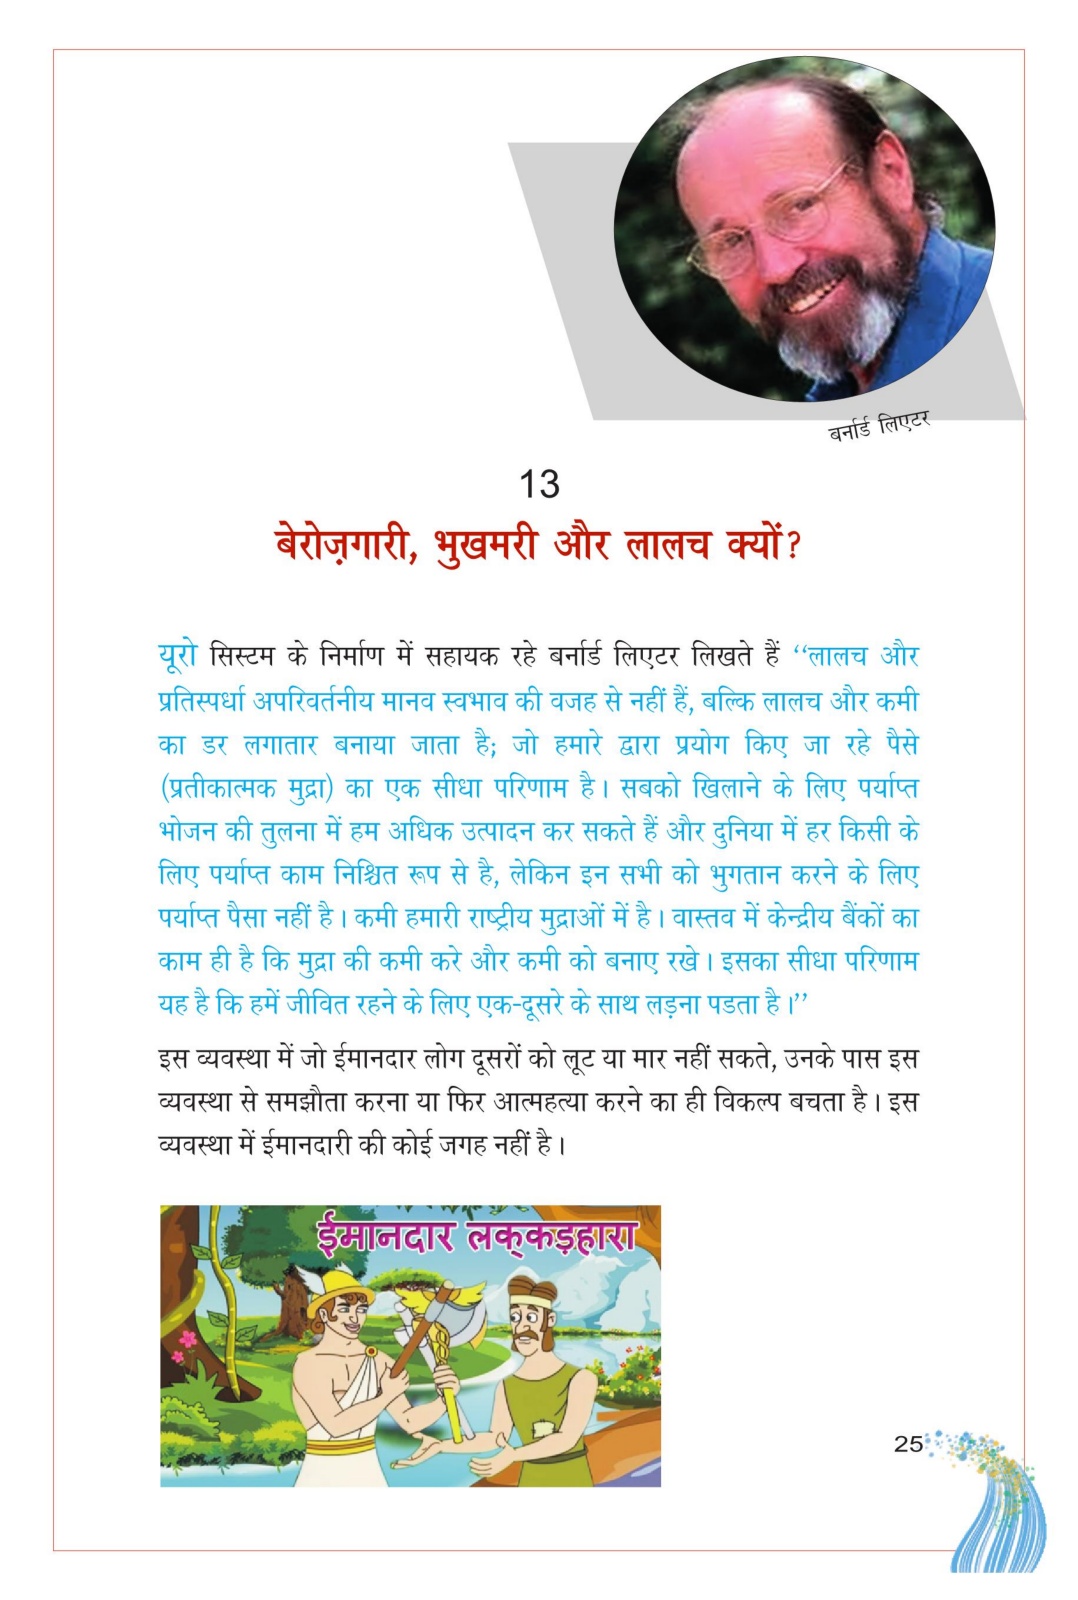 बर्नार्ड लिएटर
13
बेरोज़गारी, भुखमरी और लालच क्यों?
यूरो सिस्टम के निर्माण में सहायक रहे बर्नार्ड लिएटर लिखते हैं ‘‘लालच और
प्रतिस्पर्धा अपरिवर्तनीय मानव स्वभाव की वजह से नहीं हैं, बल्कि लालच और कमी
का डर लगातार बनाया जाता है; जो हमारे द्वारा प्रयोग किए जा रहे पैसे
(प्रतीकात्मक मुद्रा) का एक सीधा परिणाम है। सबको खिलाने के लिए पर्याप्त
भोजन की तुलना में हम अधिक उत्पादन कर सकते हैं और दुनिया में हर किसी के
लिए पर्याप्त काम निश्चित रूप से है, लेकिन इन सभी को भुगतान करने के लिए
पर्याप्त पैसा नहीं है। कमी हमारी राष्ट्रीय मुद्राओं में है। वास्तव में केन्द्रीय बैंकों का
काम ही है कि मुद्रा की कमी करे और कमी को बनाए रखे। इसका सीधा परिणाम
यह है कि हमें जीवित रहने के लिए एक-दूसरे के साथ लड़ना पडता है।’’
इस व्यवस्था में जो ईमानदार लोग दूसरों को लूट या मार नहीं सकते, उनके पास इस
व्यवस्था से समझौता करना या फिर आत्महत्या करने का ही विकल्प बचता है। इस
व्यवस्था में ईमानदारी की कोई जगह नहीं है।
ईमानदार लक्कड़हारा
25